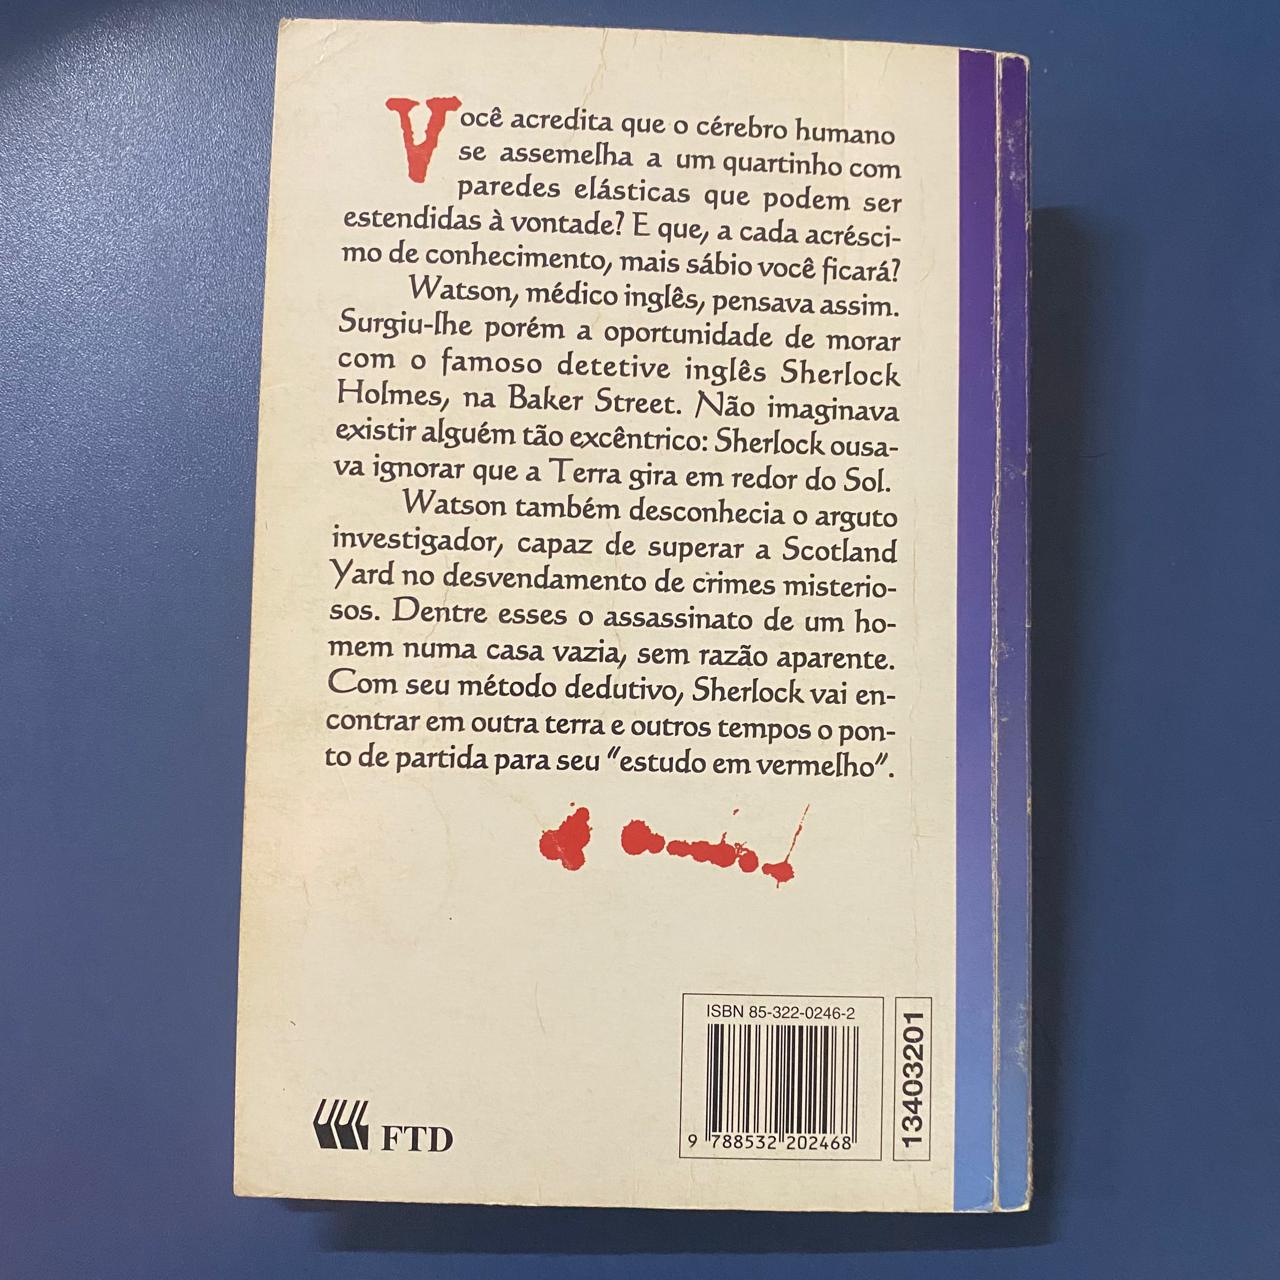 Você acredita que o cérebro humano
se assemelha a um quartinho com
paredes elásticas que podem ser
estendidas à vontade? E que, a cada acrésci-
mo de conhecimento, mais sábio você ficará?
Watson, médico inglês, pensava assim.
Surgiu-lhe porém a oportunidade de morar
com o famoso detetive inglês Sherlock
Holmes, na Baker Street. Não imaginava
existir alguém tão excêntrico: Sherlock ousa-
va ignorar que a Terra gira em redor do Sol.
Watson também desconhecia o arguto
investigador, capaz de superar a Scotland
Yard no desvendamento de crimes misterio-
sos. Dentre esses o assassinato de um ho-
mem numa casa vazia, sem razão aparente.
Com seu método dedutivo, Sherlock vai en-
contrar em outra terra e outros tempos o pon-
to de partida para seu "estudo em vermelho".
ISBN 85-322-0246-2
9 788532 202468
13403201
FTD